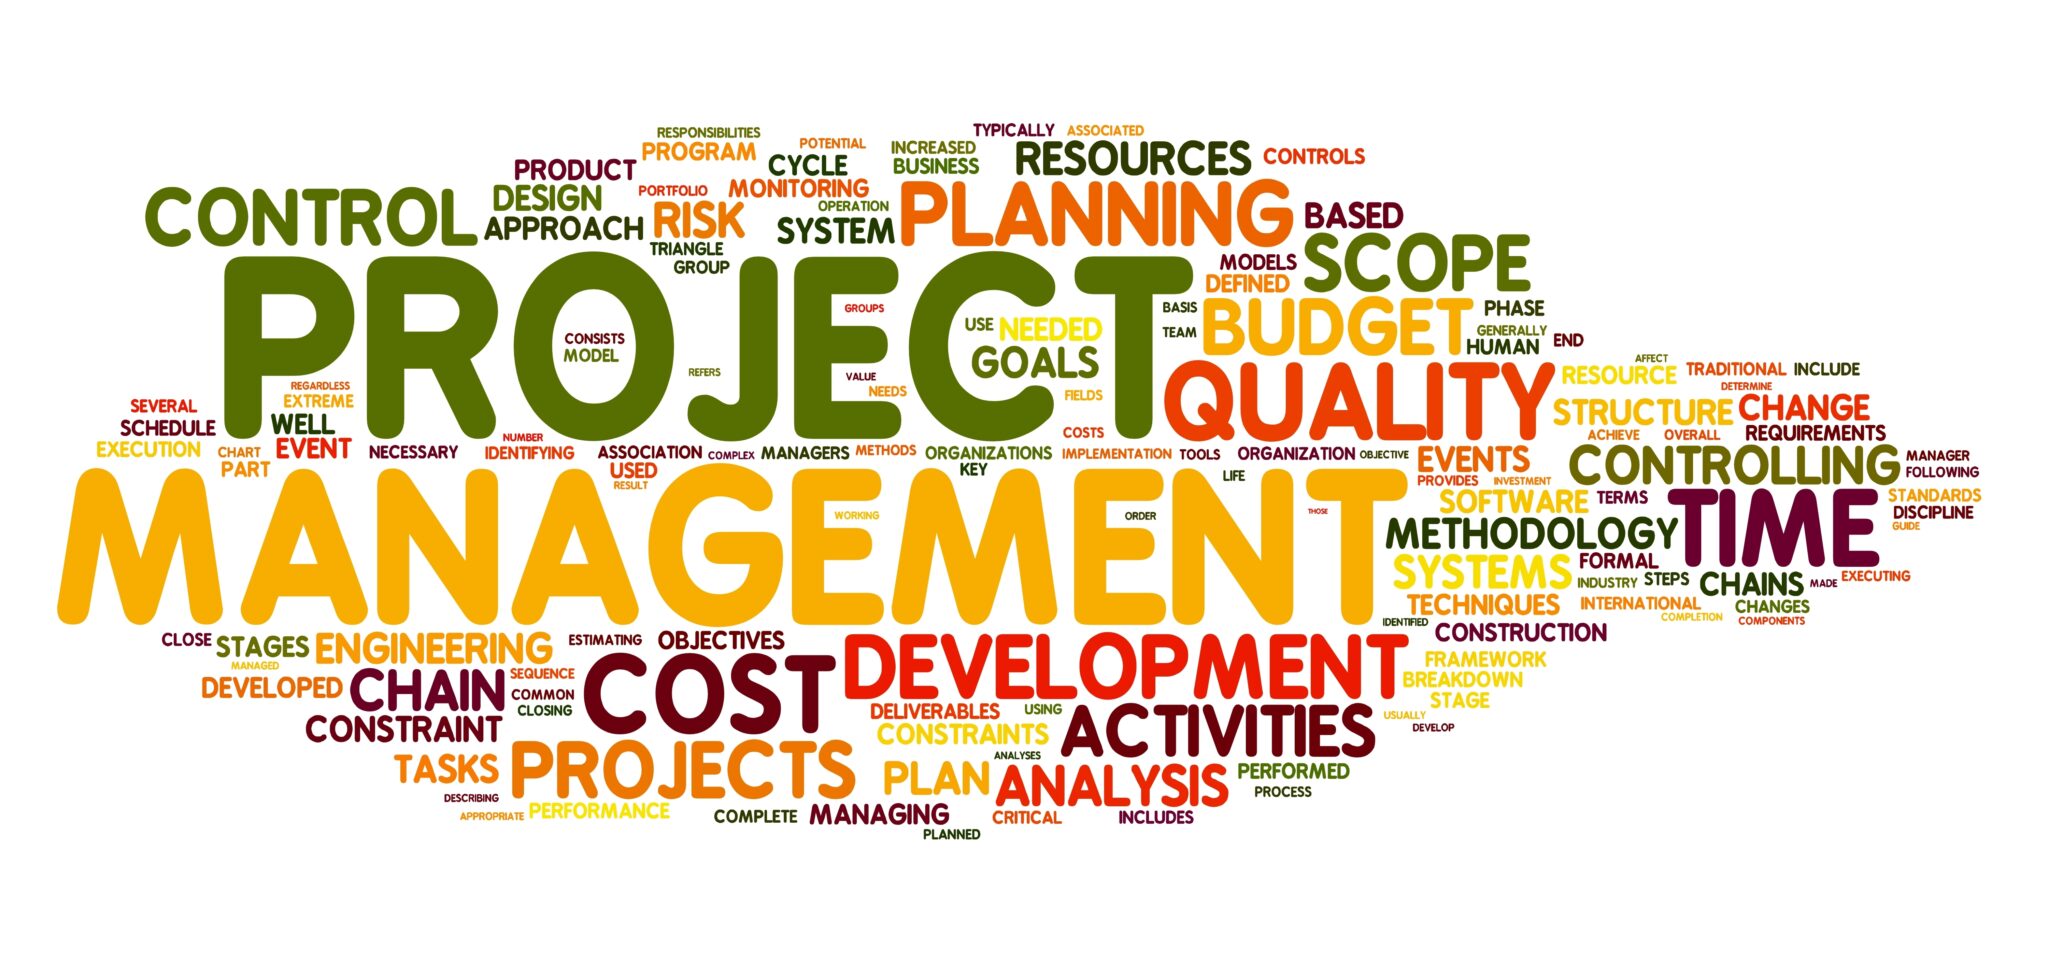 RESPONSIBILITIES
TYPICALLY ASSOCIATED
PROGRAM
POTENTIAL
INCREASED
RESOURCES
CONTROLS
PRODUCT
CYCLE
BUSINESS
DESIGN
PORTFOLIO
MONITORING
PLANNING
CONTROL
APPROACH
RISK
OPERATION
SYSTEM
BASED
TRIANGLE
GROUP
MODELS
SCOPE
DEFINED
PROJECT
GROUPS
BASIS
BUDGET
PHASE
USE
NEEDED
TEAM
GENERALLY
CONSISTS
MODEL
GOALS
HUMAN
END
REFERS
VALUE
NEEDS
FIELDS
QUALITY
AFFECT
RESOURCE
TRADITIONAL
INCLUDE
DETERMINE
REGARDLESS
EXTREME
SEVERAL
STRUCTURE
CHANGE
SCHEDULE
WELL
COSTS
ACHIEVE
OVERALL
REQUIREMENTS
EXECUTION
CHART
EVENT
NECESSARY
NUMBER
IDENTIFYING
ASSOCIATION
COMPLEX
MANAGERS
METHODS
ORGANIZATIONS
IMPLEMENTATION
TOOLS
ORGANIZATION
OBJECTIVE
EVENTS
CONTROLLING
MANAGER
PART
USED
KEY
LIFE
PROVIDES
INVESTMENT
FOLLOWING
RESULT
MANAGEMENT
WORKING
ORDER
THOSE
SOFTWARE
TERMS
TIME
STANDARDS
DISCIPLINE
GUIDE
METHODOLOGY
SYSTEMS
FORMAL
INDUSTRY
STEPS
CHAINS
MADE
EXECUTING
TECHNIQUES
INTERNATIONAL
CHANGES
COMPLETION
COMPONENTS
IDENTIFIED
CONSTRUCTION
CLOSE
STAGES
ENGINEERING
ESTIMATING
OBJECTIVES
DEVELOPMENT
MANAGED
FRAMEWORK
SEQUENCE
BREAKDOWN
DEVELOPED
CHAIN
COMMON
COST
STAGE
CLOSING
DELIVERABLES
USING
USUALLY
CONSTRAINT
CONSTRAINTS
ACTIVITIES
DEVELOP
ANALYSES
TASKS
PROJECTS
PLAN
ANALYSIS
PERFORMED
DESCRIBING
PROCESS
APPROPRIATE
PERFORMANCE
COMPLETE
MANAGING
CRITICAL
INCLUDES
PLANNED